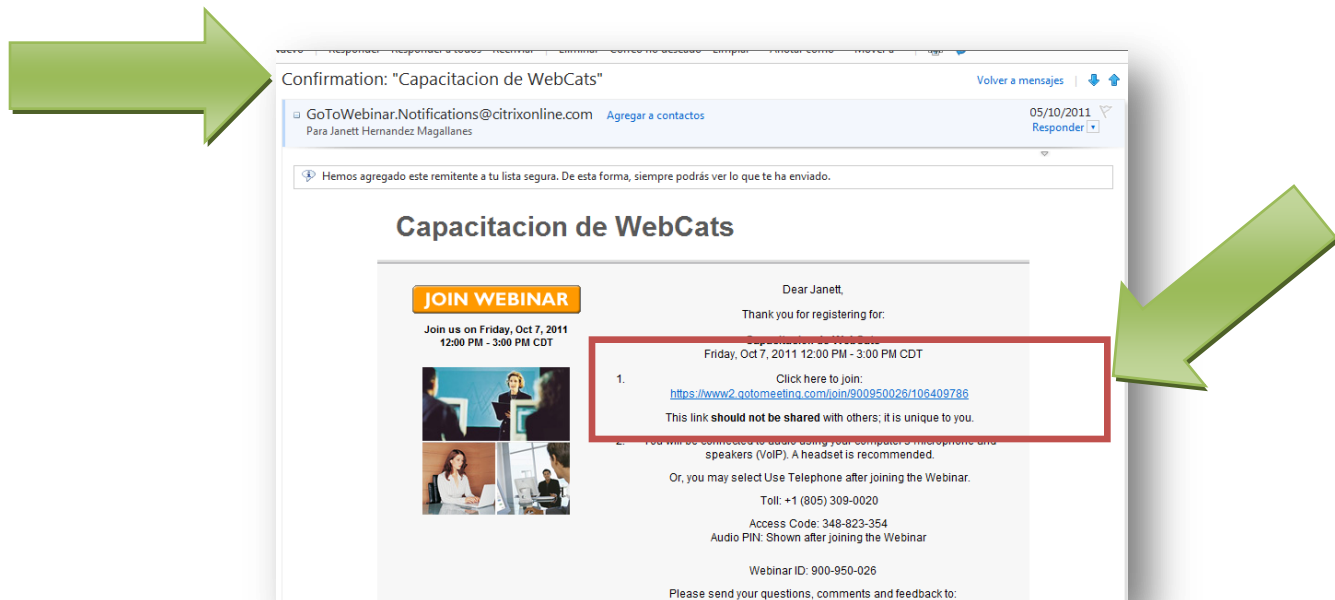 Confirmation: "Capacitacion de WebCats"
Volver a mensajes
GoToWebinar.Notifications@citrixonline.com Agregar a contactos
05/10/2011
Para Janett Hernandez Magallanes
Responder
Hemos agregado este remitente a tu lista segura. De esta forma, siempre podrás ver lo que te ha enviado.
Capacitacion de WebCats
JOIN WEBINAR
Join us on Friday, Oct 7, 2011
12:00 PM - 3:00 PM CDT
Dear Janett,
Thank you for registering for:
Capacitacion de WebCats
Friday, Oct 7, 2011 12:00 PM - 3:00 PM CDT
1. Click here to join:
https://www2.gotomeeting.com/join/900950026/106409786
This link should not be shared with others; it is unique to you.
2. You will be connected to audio using your computer's microphone and
speakers (VoIP). A headset is recommended.
Or, you may select Use Telephone after joining the Webinar.
Toll: +1 (805) 309-0020
Access Code: 348-823-354
Audio PIN: Shown after joining the Webinar
Webinar ID: 900-950-026
Please send your questions, comments and feedback to: